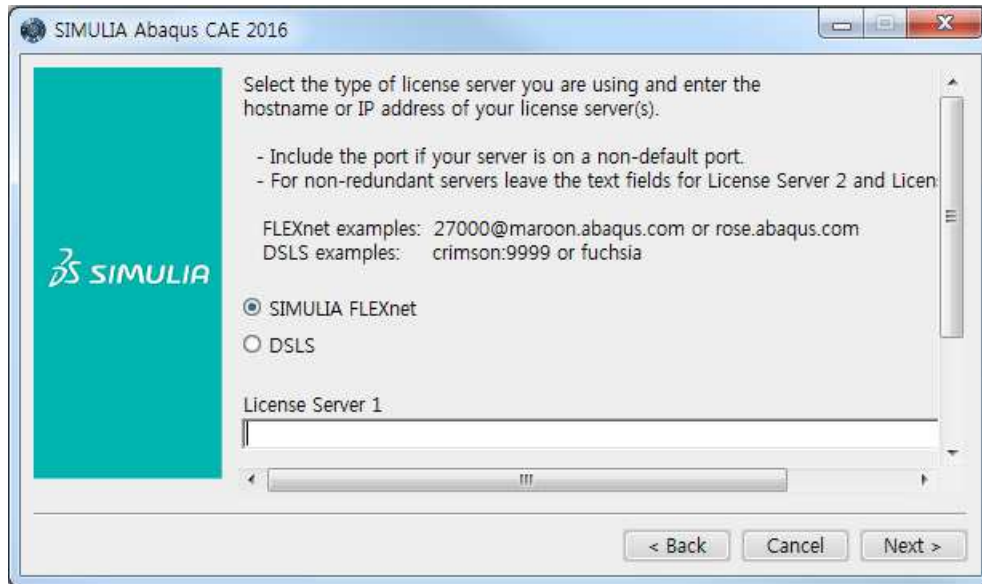 SIMULIA Abaqus CAE 2016
Select the type of license server you are using and enter the
hostname or IP address of your license server(s).
- Include the port if your server is on a non-default port.
- For non-redundant servers leave the text fields for License Server 2 and Licen
FLEXnet examples: 27000@maroon.abaqus.com or rose.abaqus.com
DSLS examples: crimson:9999 or fuchsia
3DS SIMULIA
SIMULIA FLEXnet
DSLS
License Server 1
< Back Cancel Next >